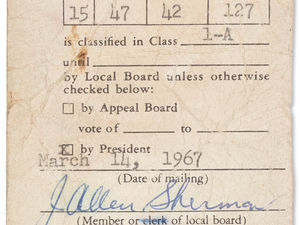 15 47 42 127
is classified in Class 1-A
until
by Local Board unless otherwise
checked below:
☐ by Appeal Board
vote of to
☒ by President
March 14, 1967
(Date of mailing)
J Allen Sherman
(Member or clerk of local board)